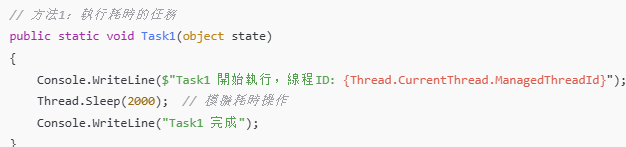 // 方法1：執行耗時的任務
public static void Task1(object state)
{
    Console.WriteLine($"Task1 開始執行，線程ID: {Thread.CurrentThread.ManagedThreadId}");
    Thread.Sleep(2000);  // 模擬耗時操作
    Console.WriteLine("Task1 完成");
}